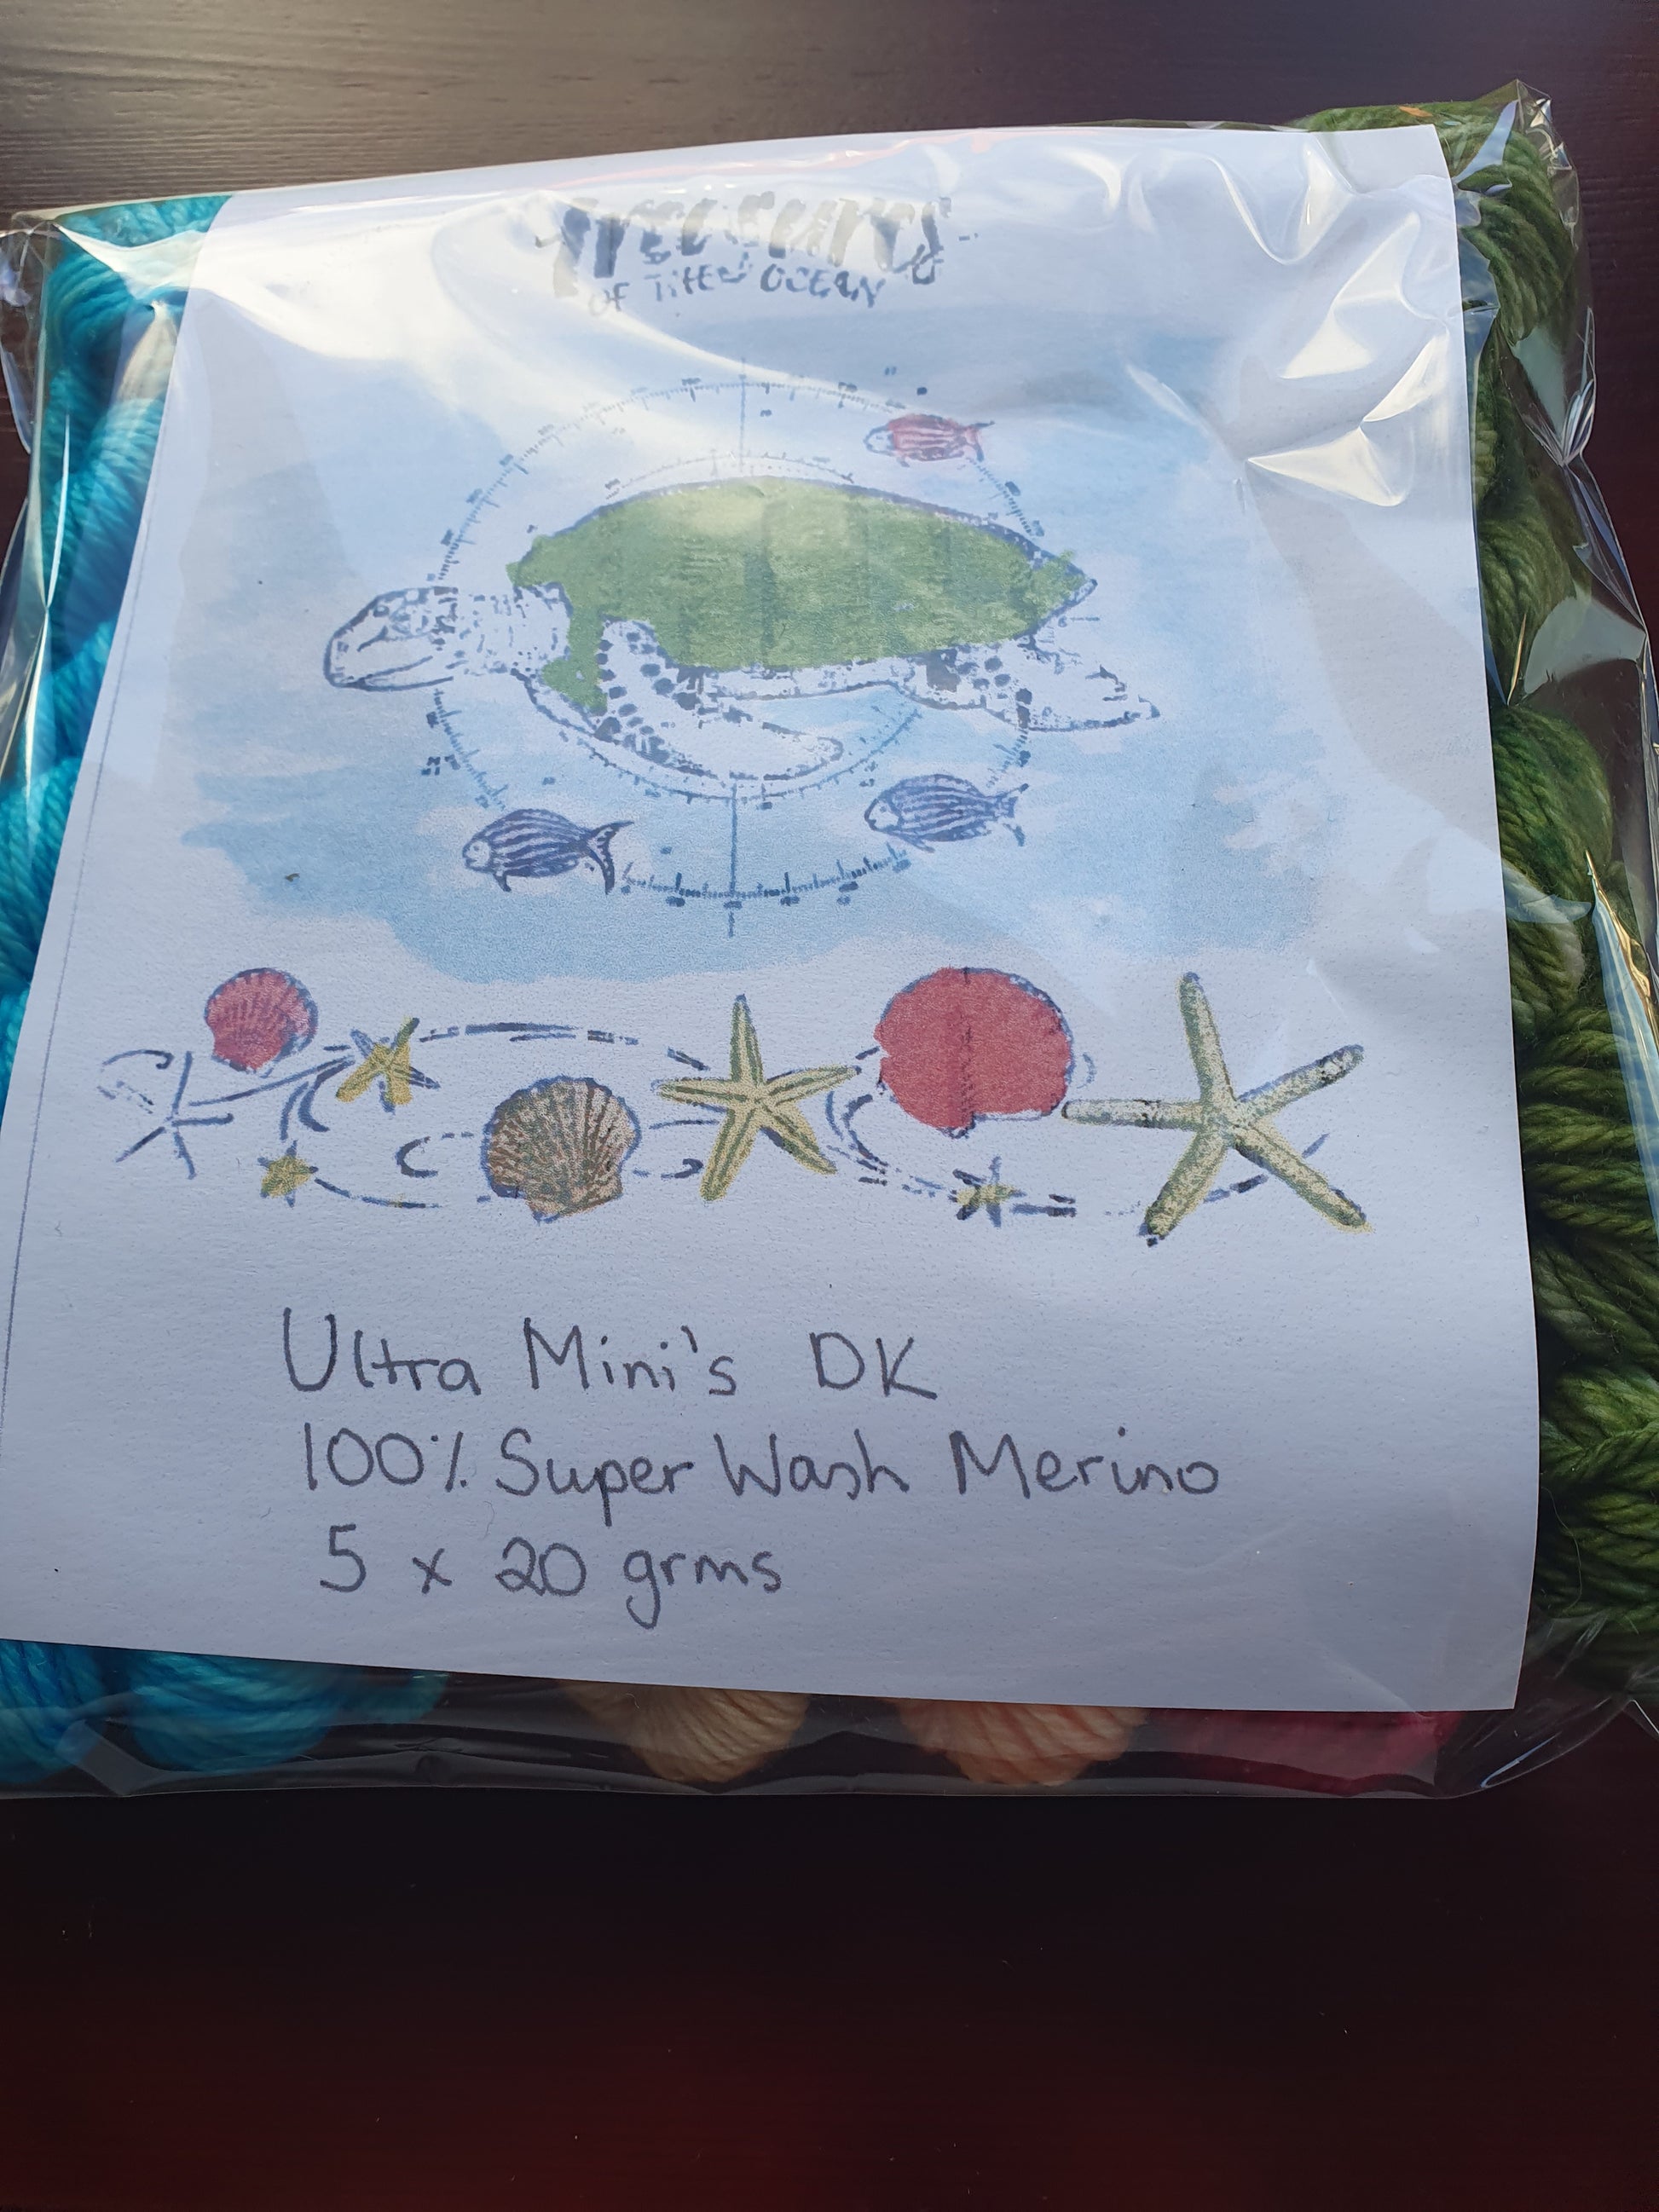 Treasures
OF THE OCEAN
Ultra Mini's DK
100% Super Wash Merino
5 x 20 grms